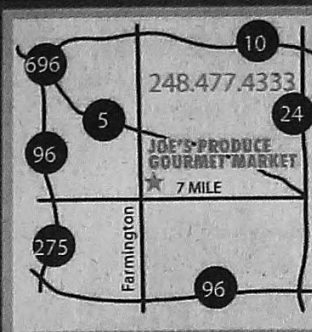 10
696
248.477.4333
24
5
JOE'S PRODUCE
GOURMET MARKET
96
7 MILE
Farmington
275
96